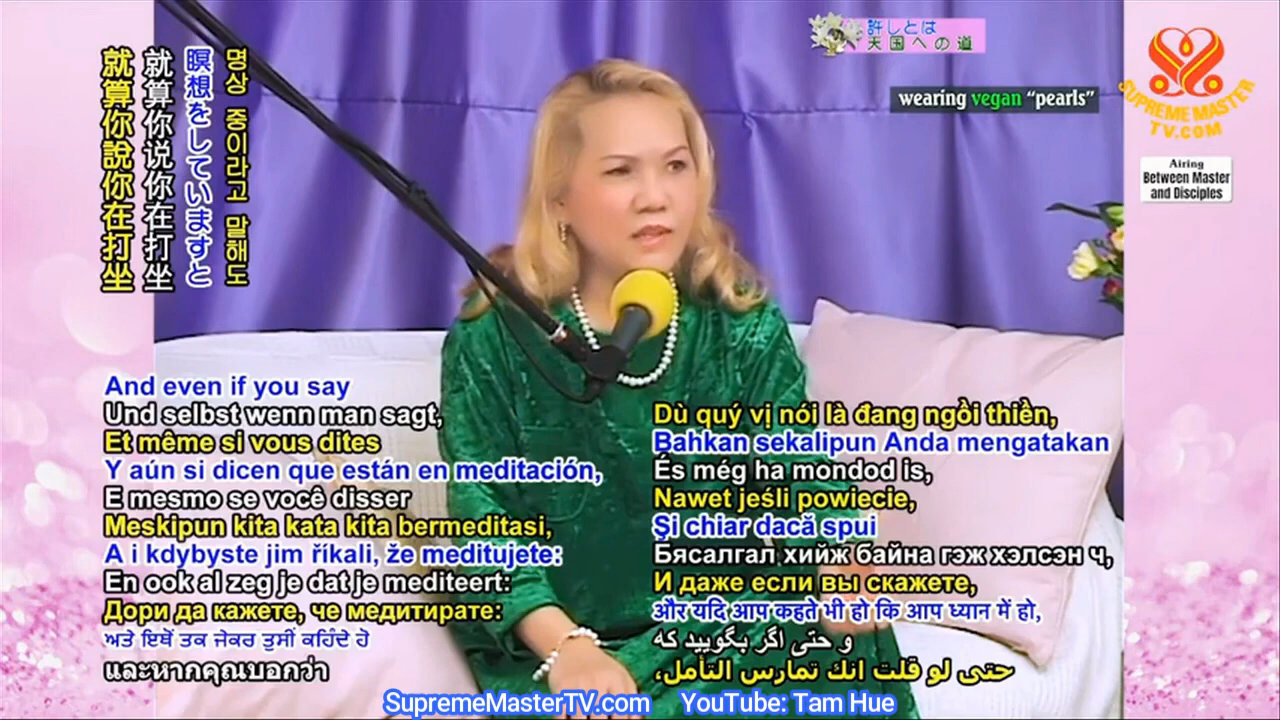 許しとは
天国への道
wearing vegan “pearls”
SUPREME MASTER
TV.COM
Airing
Between Master
and Disciples
명상 중이라고 말해도
瞑想をしていますと
就算你说你在打坐
就算你說你在打坐
And even if you say
Und selbst wenn man sagt,
Et même si vous dites
Y aún si dicen que están en meditación,
E mesmo se você disser
Meskipun kita kata kita bermeditasi,
A i kdybyste jim říkali, že meditujete:
En ook al zeg je dat je mediteert:
Дори да кажете, че медитирате:
ਅਤੇ ਇਥੋਂ ਤਕ ਜੇਕਰ ਤੁਸੀਂ ਕਹਿੰਦੇ ਹੋ
และหากคุณบอกว่า
Dù quý vị nói là đang ngồi thiền,
Bahkan sekalipun Anda mengatakan
És még ha mondod is,
Nawet jeśli powiecie,
Şi chiar dacă spui
Бясалгал хийж байна гэж хэлсэн ч,
И даже если вы скажете,
और यदि आप कहते भी हो कि आप ध्यान में हो,
و حتی اگر بگویید که
حتى لو قلت انك تمارس التأمل،
SupremeMasterTV.com YouTube: Tam Hue